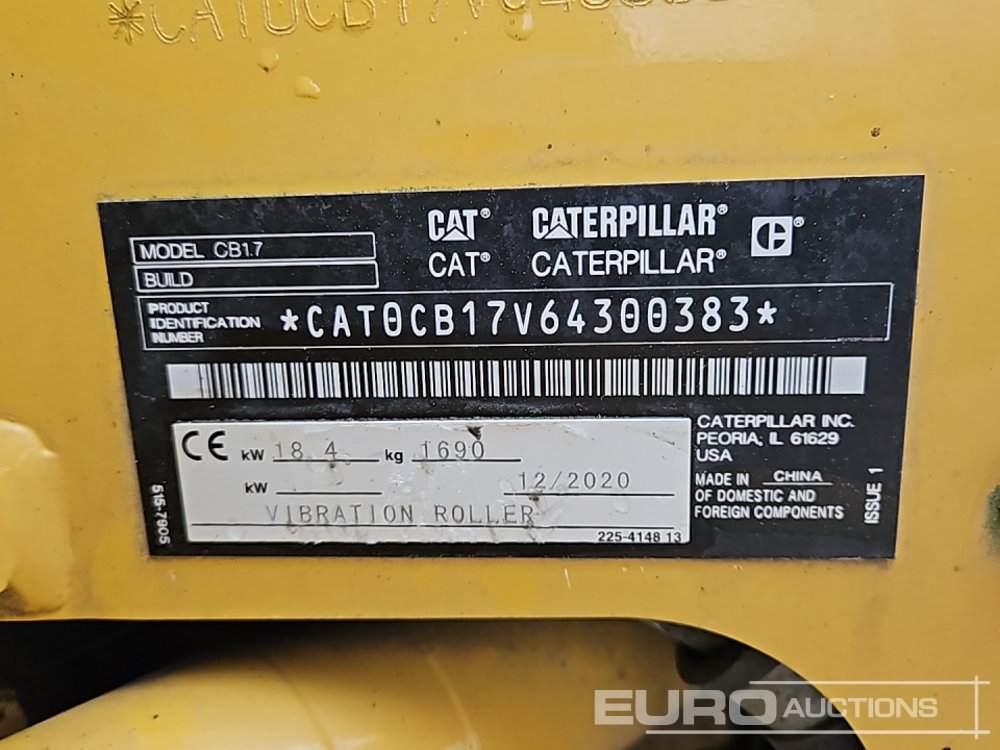 CAT® CATERPILLAR® ®
CAT® CATERPILLAR®
MODEL CB1.7
BUILD
PRODUCT
IDENTIFICATION
NUMBER
*CAT0CB17V64300383*
CE kW 18.4 kg 1690
kW 12/2020
VIBRATION ROLLER
225-4148 13
515-7905
CATERPILLAR INC.
PEORIA, IL 61629
USA
MADE IN CHINA
OF DOMESTIC AND
FOREIGN COMPONENTS
ISSUE 1
EURO AUCTIONS